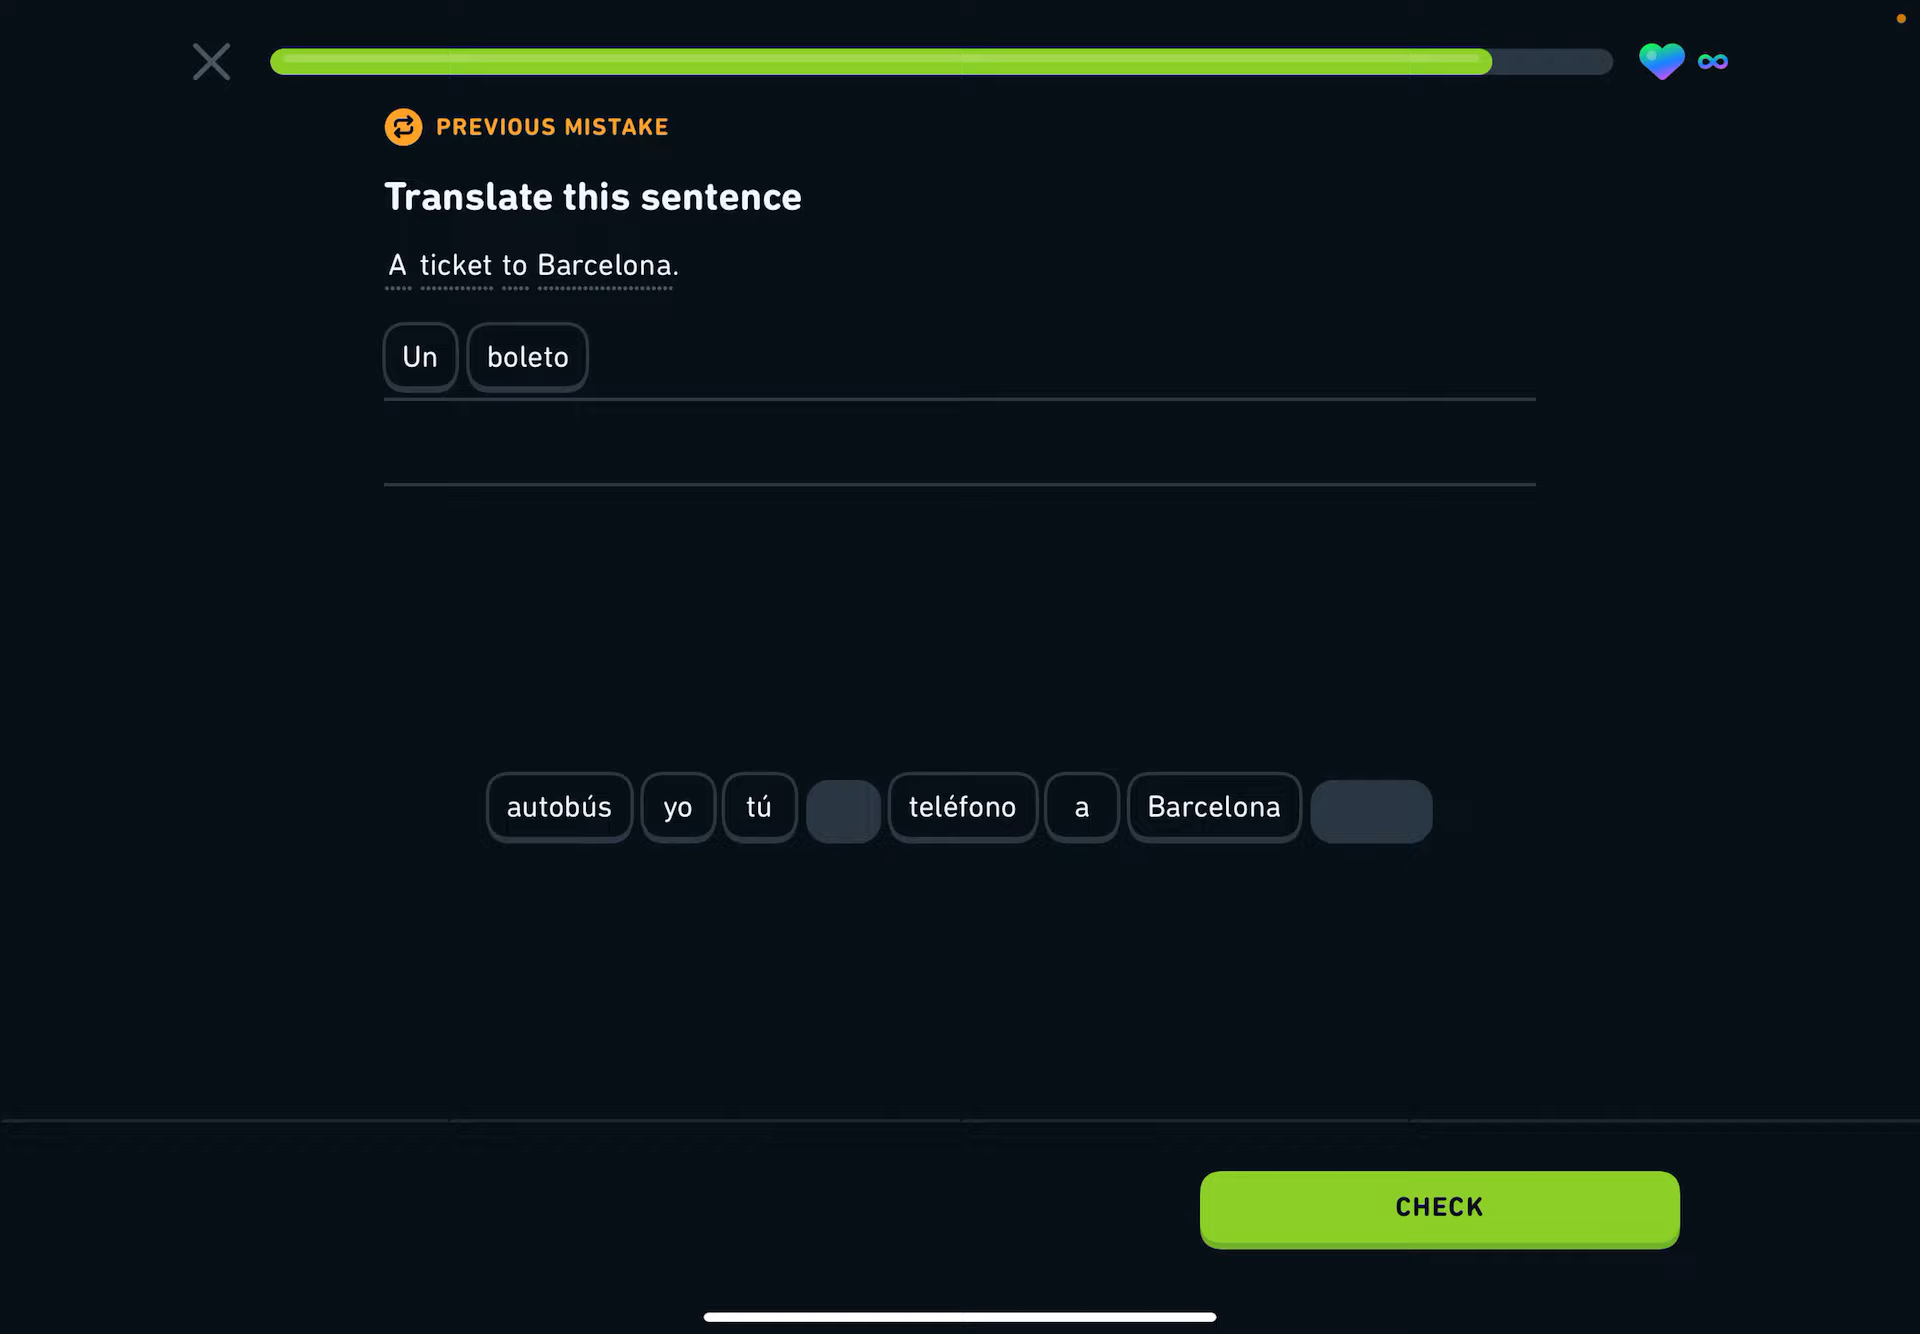 PREVIOUS MISTAKE
Translate this sentence
A ticket to Barcelona.
Un boleto
autobús yo tú teléfono a Barcelona
CHECK